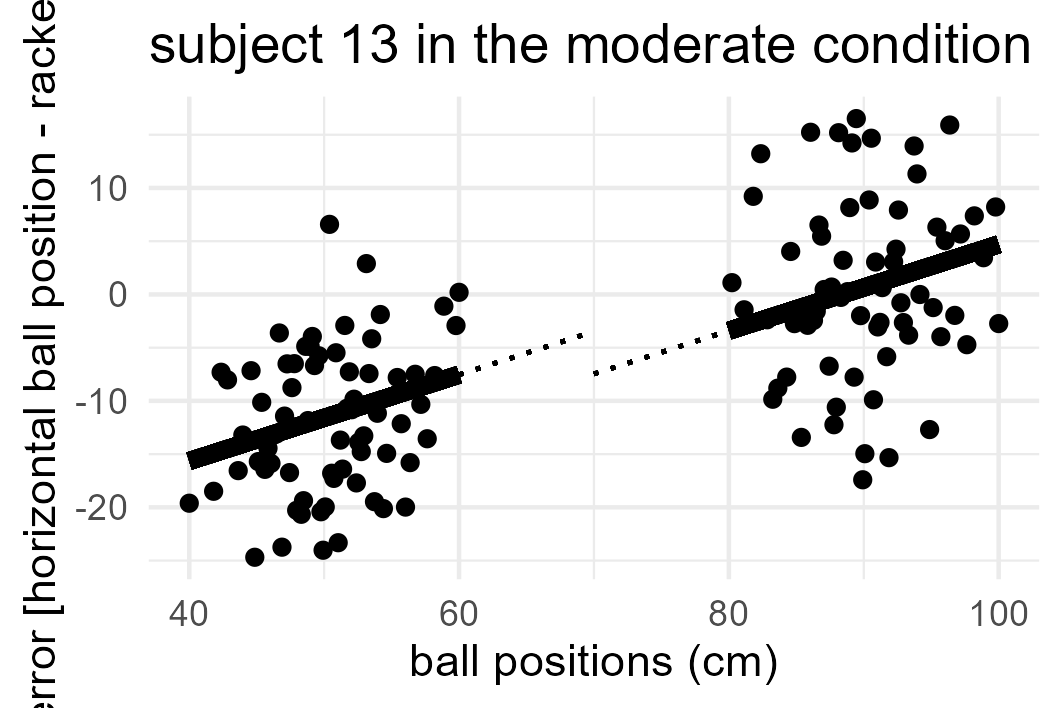 subject 13 in the moderate condition
error [horizontal ball position - racke
10
0
-10
-20
40 60 80 100
ball positions (cm)